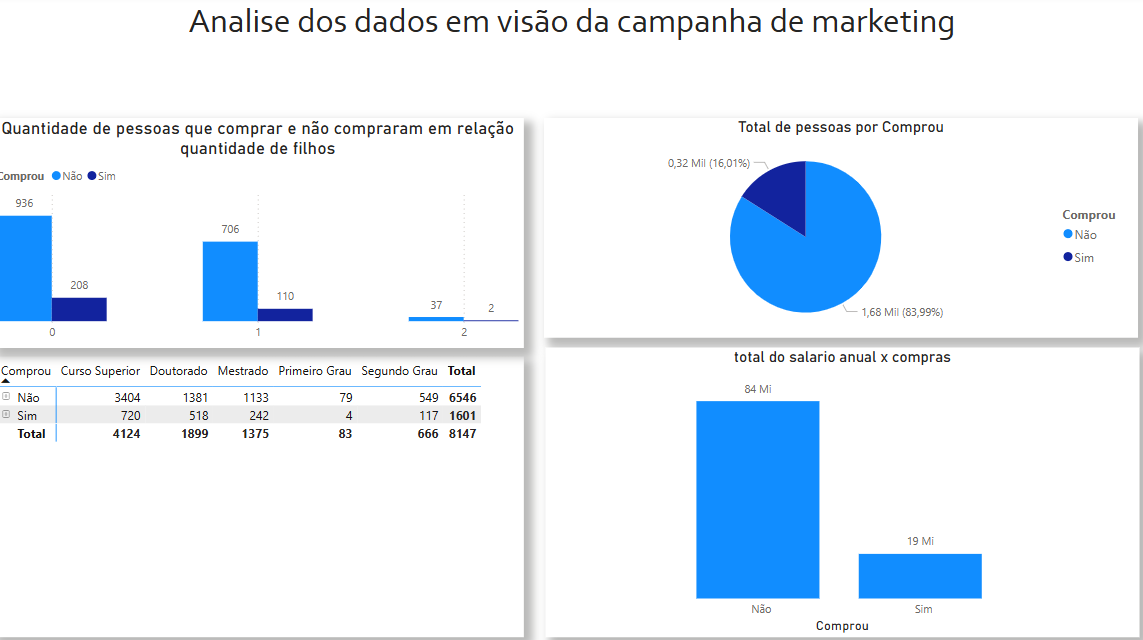 Analise dos dados em visão da campanha de marketing
Quantidade de pessoas que comprar e não compraram em relação
quantidade de filhos
Comprou Não Sim
936
208
706
110
37
2
0 1 2
Total de pessoas por Comprou
0,32 Mil (16,01%)
1,68 Mil (83,99%)
Comprou
Não
Sim
Comprou Curso Superior Doutorado Mestrado Primeiro Grau Segundo Grau Total
Não 3404 1381 1133 79 549 6546
Sim 720 518 242 4 117 1601
Total 4124 1899 1375 83 666 8147
total do salario anual x compras
84 Mi
19 Mi
Não Sim
Comprou